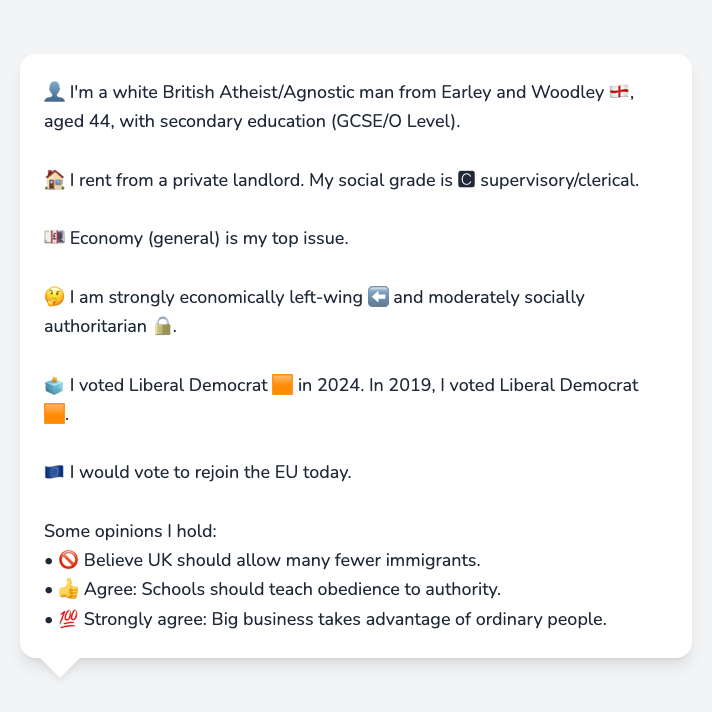 👤 I'm a white British Atheist/Agnostic man from Earley and Woodley 🏴󠁧󠁢󠁥󠁮󠁧󠁿,
aged 44, with secondary education (GCSE/O Level).
🏠 I rent from a private landlord. My social grade is 🅲 supervisory/clerical.
💷 Economy (general) is my top issue.
🤔 I am strongly economically left-wing ⬅️ and moderately socially
authoritarian 🔒.
🗳️ I voted Liberal Democrat 🟧 in 2024. In 2019, I voted Liberal Democrat
🟧.
🇪🇺 I would vote to rejoin the EU today.
Some opinions I hold:
• 🚫 Believe UK should allow many fewer immigrants.
• 👍 Agree: Schools should teach obedience to authority.
• 💯 Strongly agree: Big business takes advantage of ordinary people.